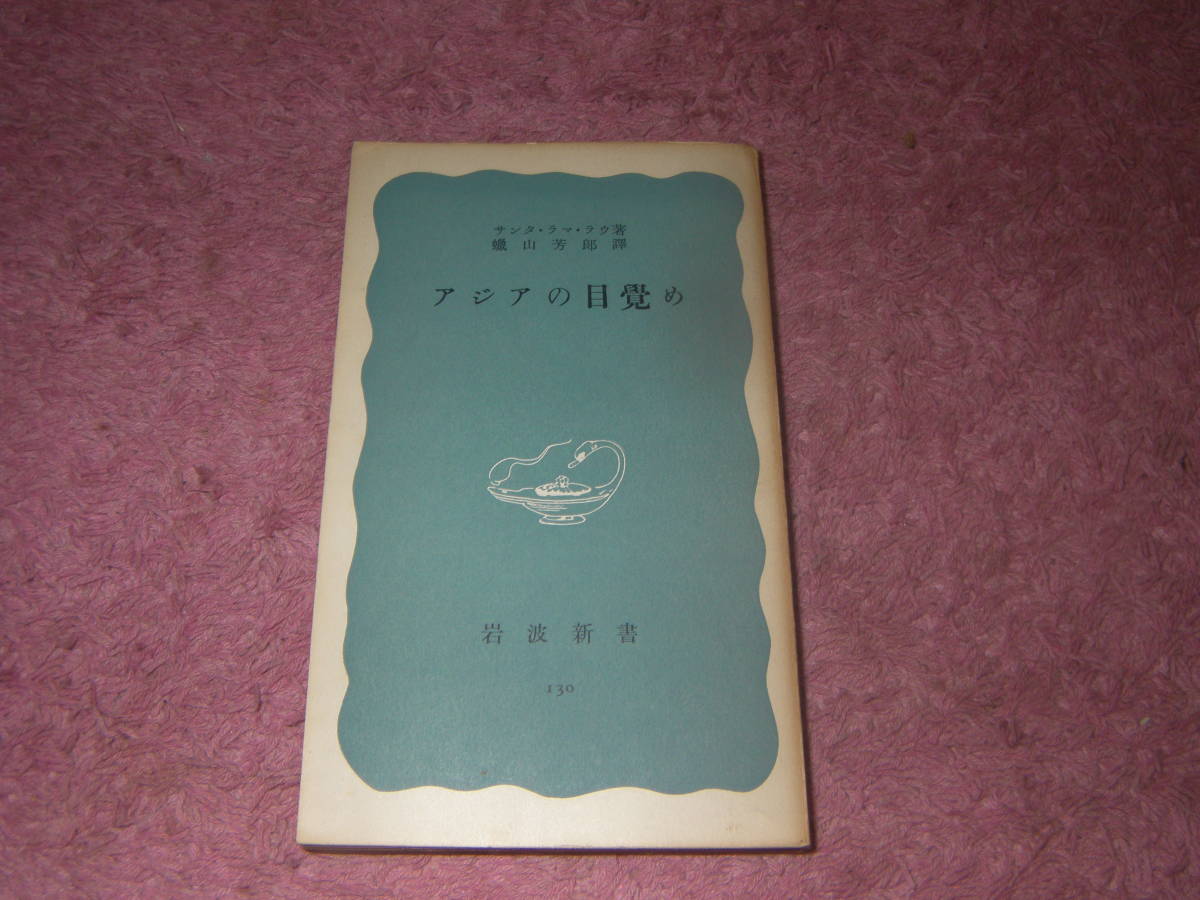 サンタ・ラマ・ラウ著
蠟山芳郎譯
アジアの目覺め
岩波新書
130